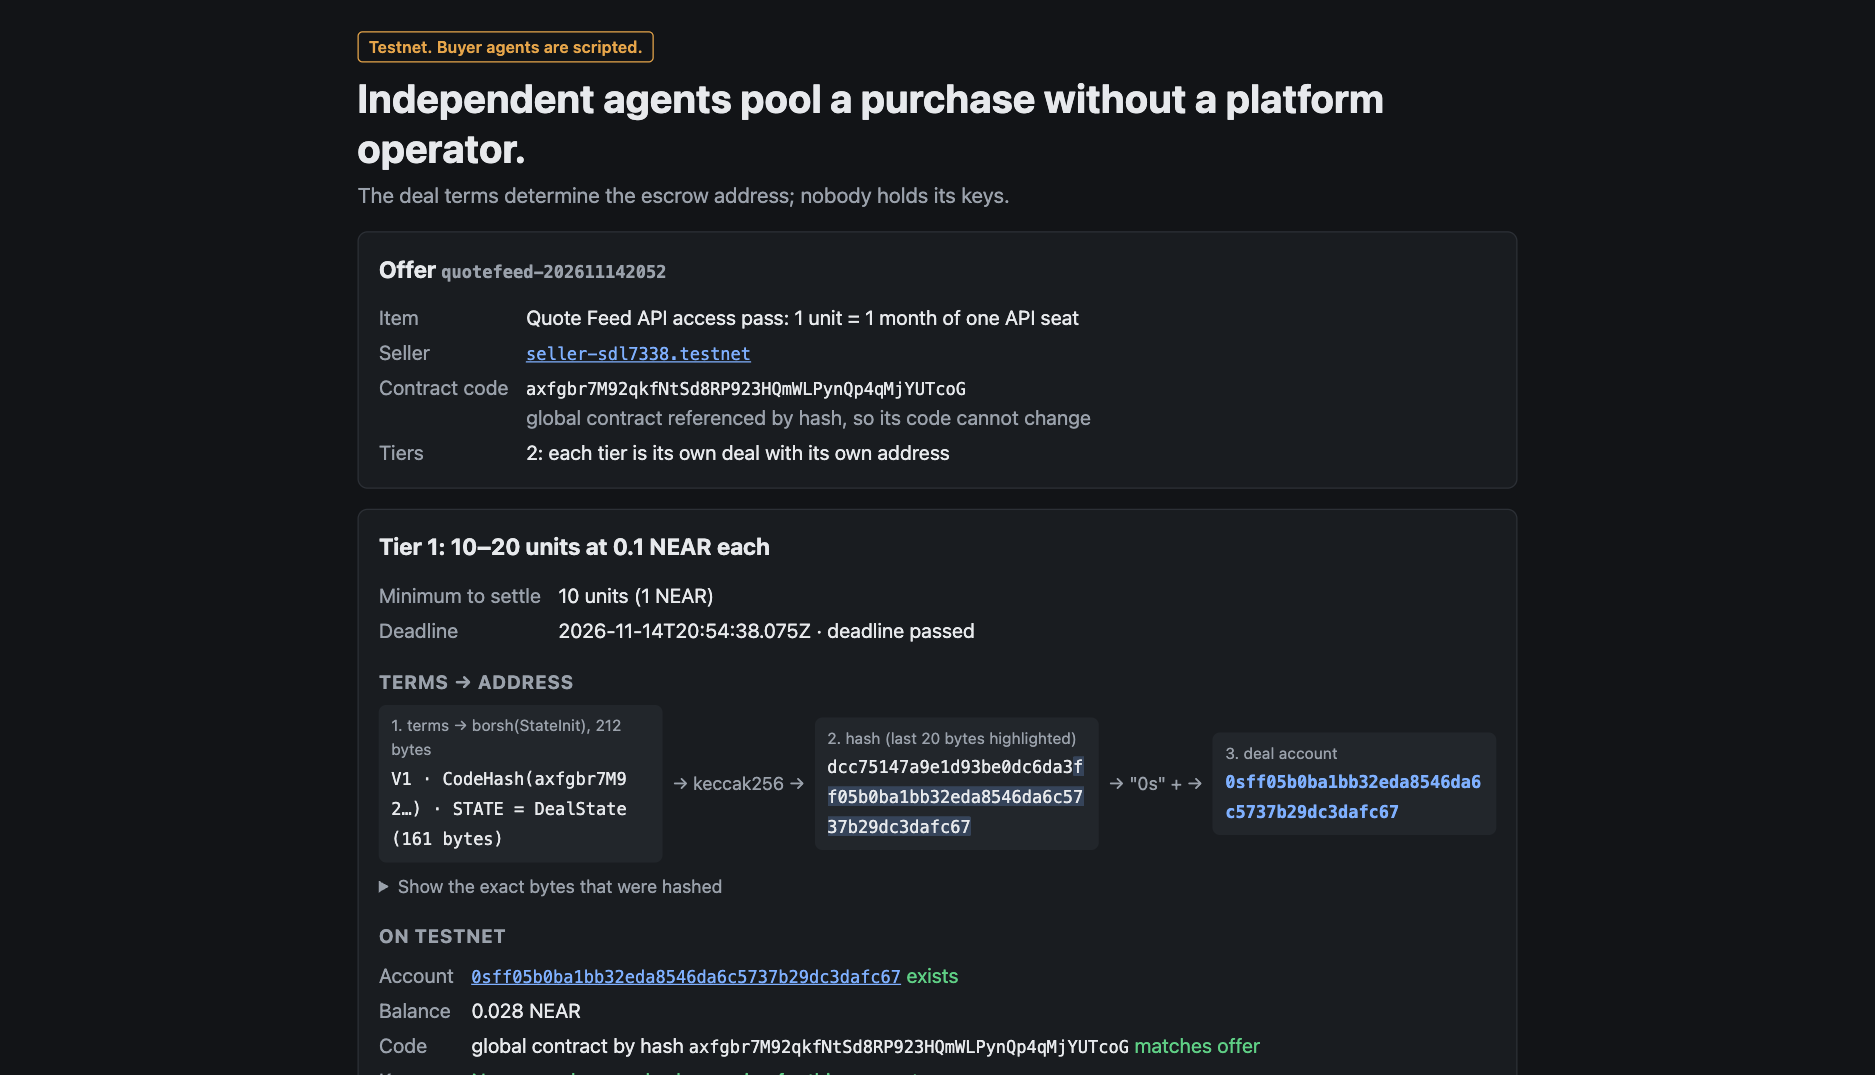 Testnet. Buyer agents are scripted.
Independent agents pool a purchase without a platform
operator.
The deal terms determine the escrow address; nobody holds its keys.
Offer quotefeed-202611142052
Item Quote Feed API access pass: 1 unit = 1 month of one API seat
Seller seller-sdl7338.testnet
Contract code axfgbr7M92qkfNtSd8RP923HQmWLPynQp4qMjYUTcoG
global contract referenced by hash, so its code cannot change
Tiers 2: each tier is its own deal with its own address
Tier 1: 10–20 units at 0.1 NEAR each
Minimum to settle 10 units (1 NEAR)
Deadline 2026-11-14T20:54:38.075Z · deadline passed
TERMS → ADDRESS
1. terms → borsh(StateInit), 212
bytes
V1 · CodeHash(axfgbr7M9
2…) · STATE = DealState
(161 bytes)
→ keccak256 →
2. hash (last 20 bytes highlighted)
dcc75147a9e1d93be0dc6da3f
f05b0ba1bb32eda8546da6c57
37b29dc3dafc67
→ "0s" + →
3. deal account
0sff05b0ba1bb32eda8546da6
c5737b29dc3dafc67
▶ Show the exact bytes that were hashed
ON TESTNET
Account 0sff05b0ba1bb32eda8546da6c5737b29dc3dafc67 exists
Balance 0.028 NEAR
Code global contract by hash axfgbr7M92qkfNtSd8RP923HQmWLPynQp4qMjYUTcoG matches offer